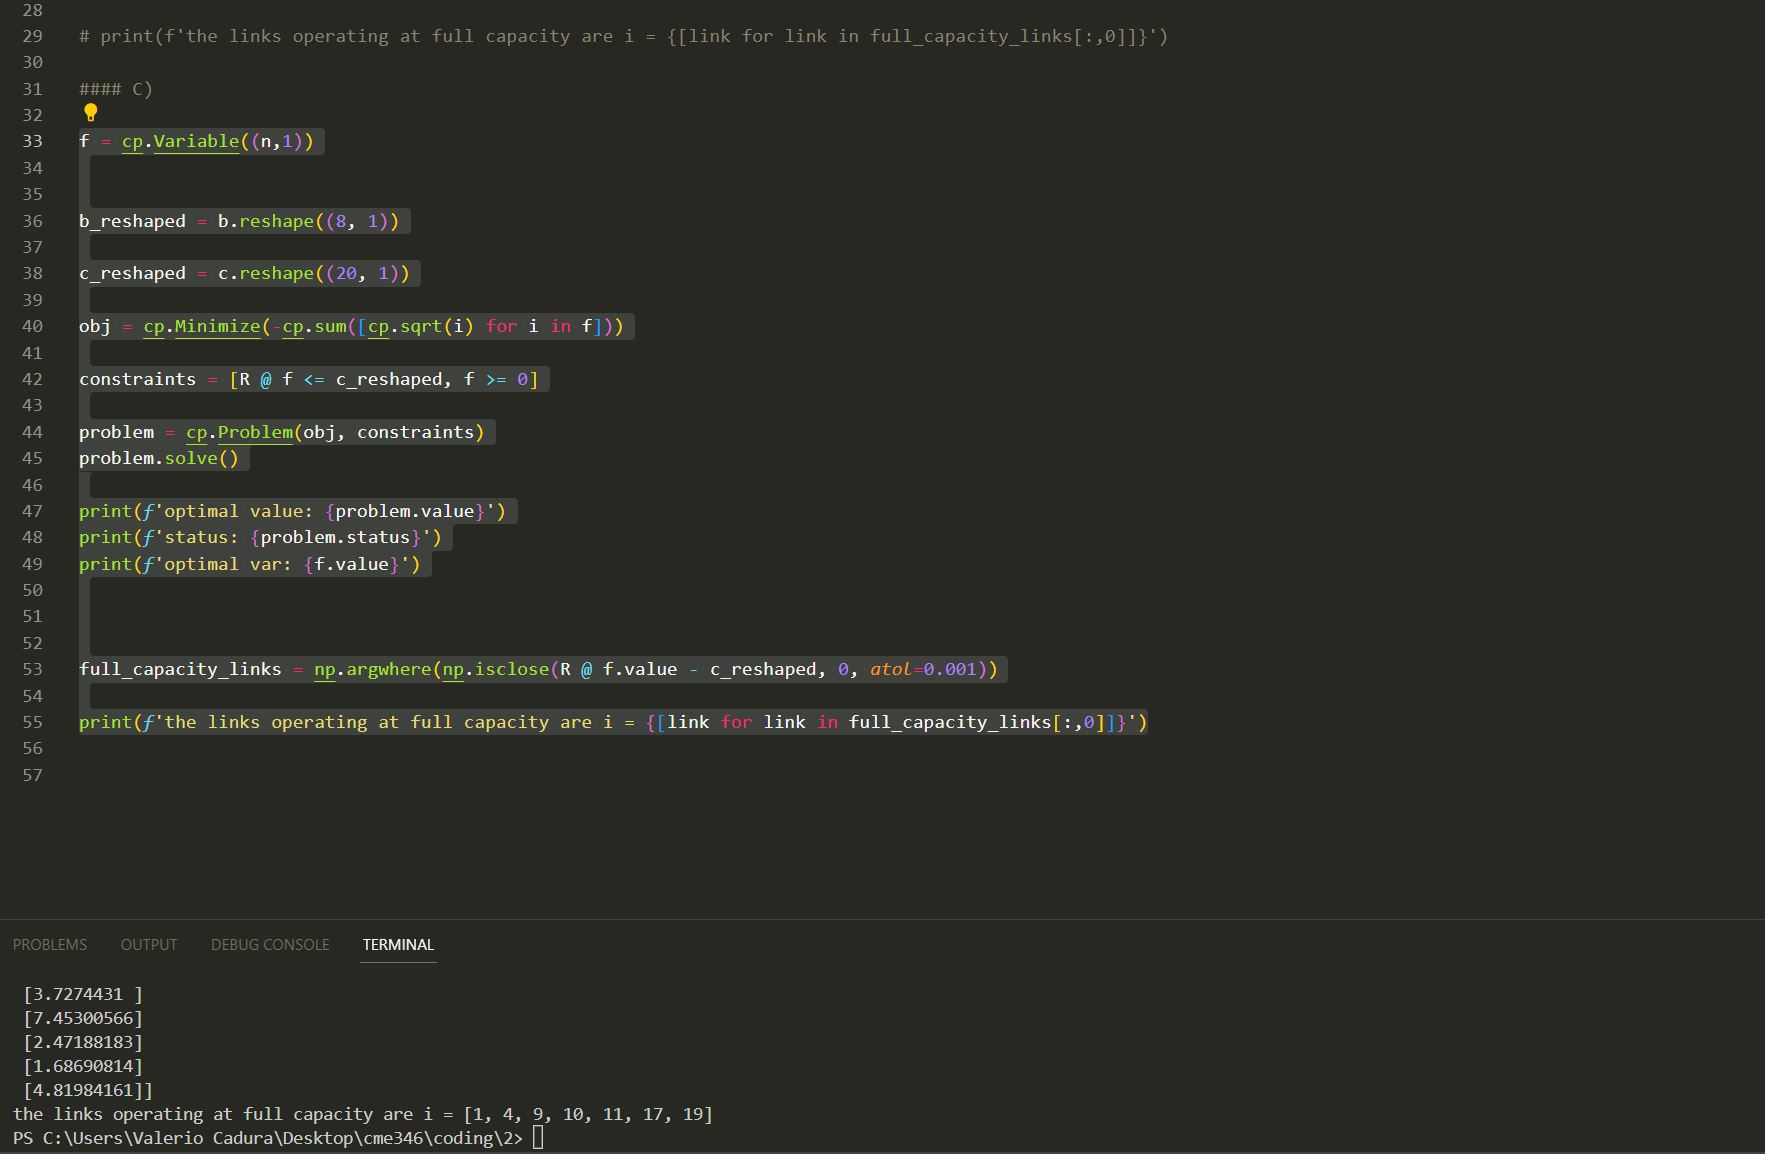 28
29 # print(f'the links operating at full capacity are i = {[link for link in full_capacity_links[:,0]]}')
30
31 #### C)
32
33 f = cp.Variable((n,1))
34
35
36 b_reshaped = b.reshape((8, 1))
37
38 c_reshaped = c.reshape((20, 1))
39
40 obj = cp.Minimize(-cp.sum([cp.sqrt(i) for i in f]))
41
42 constraints = [R @ f <= c_reshaped, f >= 0]
43
44 problem = cp.Problem(obj, constraints)
45 problem.solve()
46
47 print(f'optimal value: {problem.value}')
48 print(f'status: {problem.status}')
49 print(f'optimal var: {f.value}')
50
51
52
53 full_capacity_links = np.argwhere(np.isclose(R @ f.value - c_reshaped, 0, atol=0.001))
54
55 print(f'the links operating at full capacity are i = {[link for link in full_capacity_links[:,0]]}')
56
57
PROBLEMS OUTPUT DEBUG CONSOLE TERMINAL
[3.7274431 ]
[7.45300566]
[2.47188183]
[1.68690814]
[4.81984161]]
the links operating at full capacity are i = [1, 4, 9, 10, 11, 17, 19]
PS C:\Users\Valerio Cadura\Desktop\cme346\coding\2>